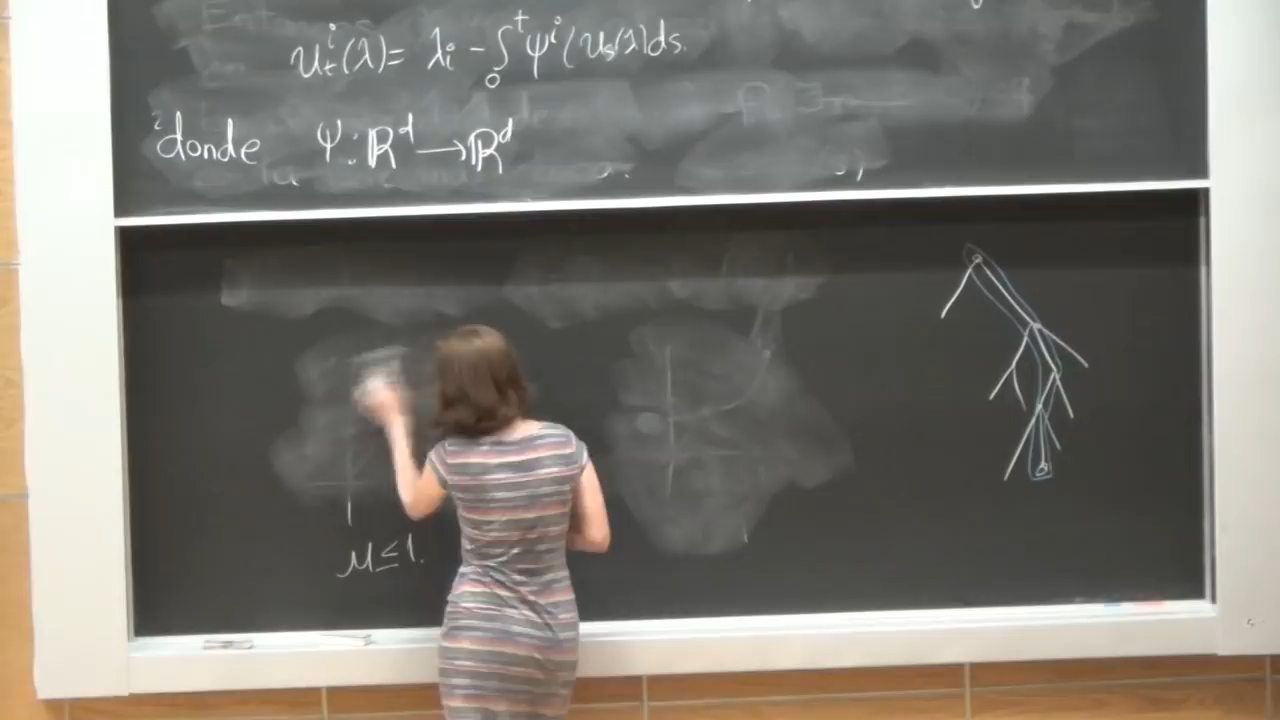 u_t^i(λ) = λ_i - ∫_0^t ψ^i(u_s(λ))ds.
donde ψ: ℝ^d → ℝ^d
μ ≤ 1.